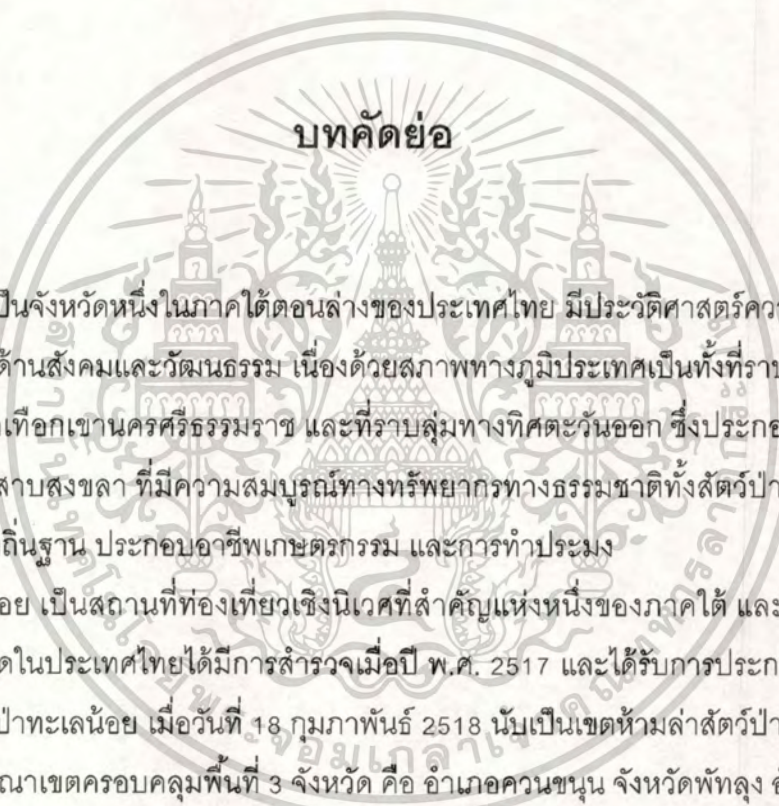 บทคัดย่อ
เป็นจังหวัดหนึ่งในภาคใต้ตอนล่างของประเทศไทย มีประวัติศาสตร์ควา
ด้านสังคมและวัฒนธรรม เนื่องด้วยสภาพทางภูมิประเทศเป็นทั้งที่ราบ
เทือกเขานครศรีธรรมราช และที่ราบลุ่มทางทิศตะวันออก ซึ่งประกอ
สาบสงขลา ที่มีความสมบูรณ์ทางทรัพยากรทางธรรมชาติทั้งสัตว์ป่า
ถิ่นฐาน ประกอบอาชีพเกษตรกรรม และการทำประมง
อย เป็นสถานที่ท่องเที่ยวเชิงนิเวศที่สำคัญแห่งหนึ่งของภาคใต้ และ
ดในประเทศไทยได้มีการสำรวจเมื่อปี พ.ศ. 2517 และได้รับการประก
ป่าทะเลน้อย เมื่อวันที่ 18 กุมภาพันธ์ 2518 นับเป็นเขตห้ามล่าสัตว์ป่า
ณาเขตครอบคลุมพื้นที่ 3 จังหวัด คือ อำเภอควนขนุน จังหวัดพัทลุง